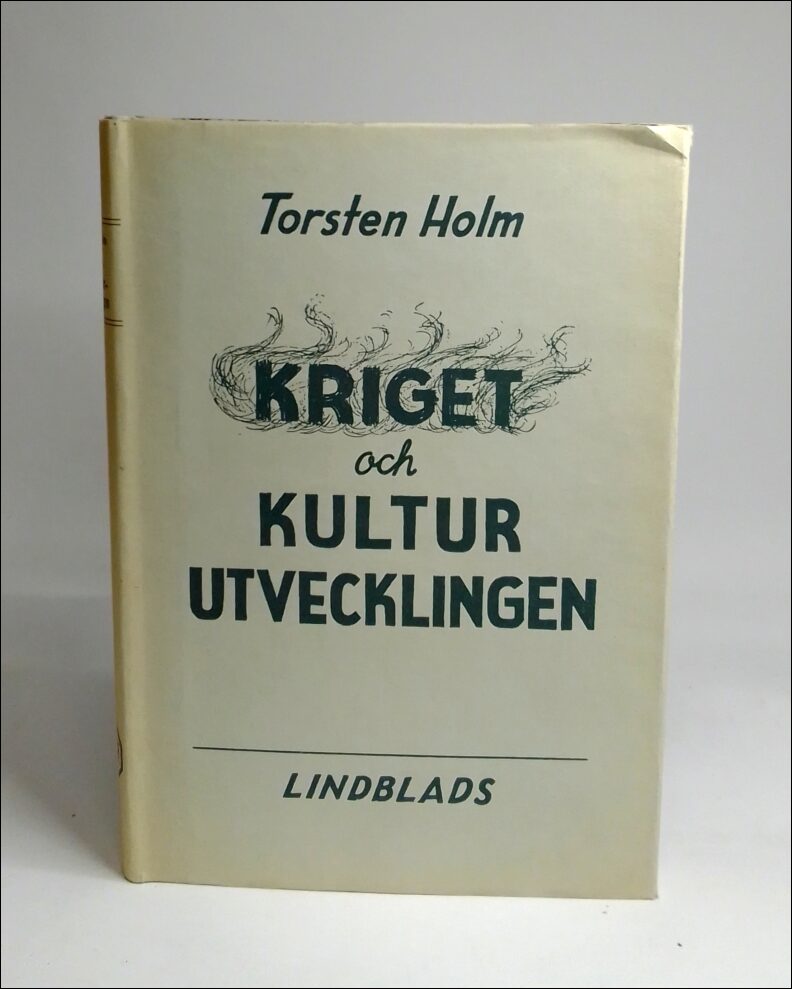 Torsten Holm
KRIGET
och
KULTUR
UTVECKLINGEN
LINDBLADS